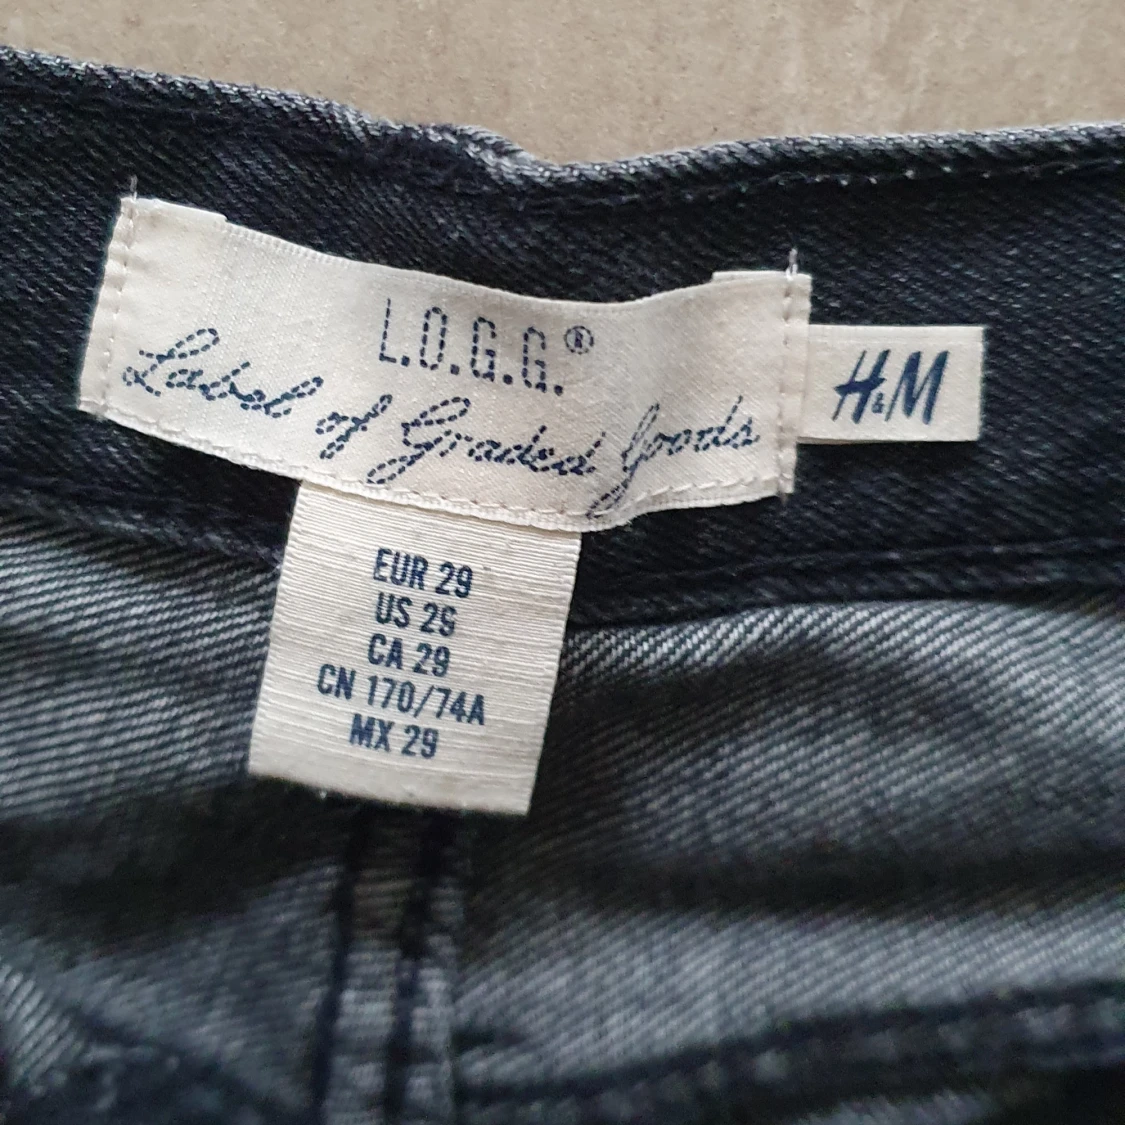 L.O.G.G.®
Label of Graded Goods
H&M
EUR 29
US 29
CA 29
CN 170/74A
MX 29